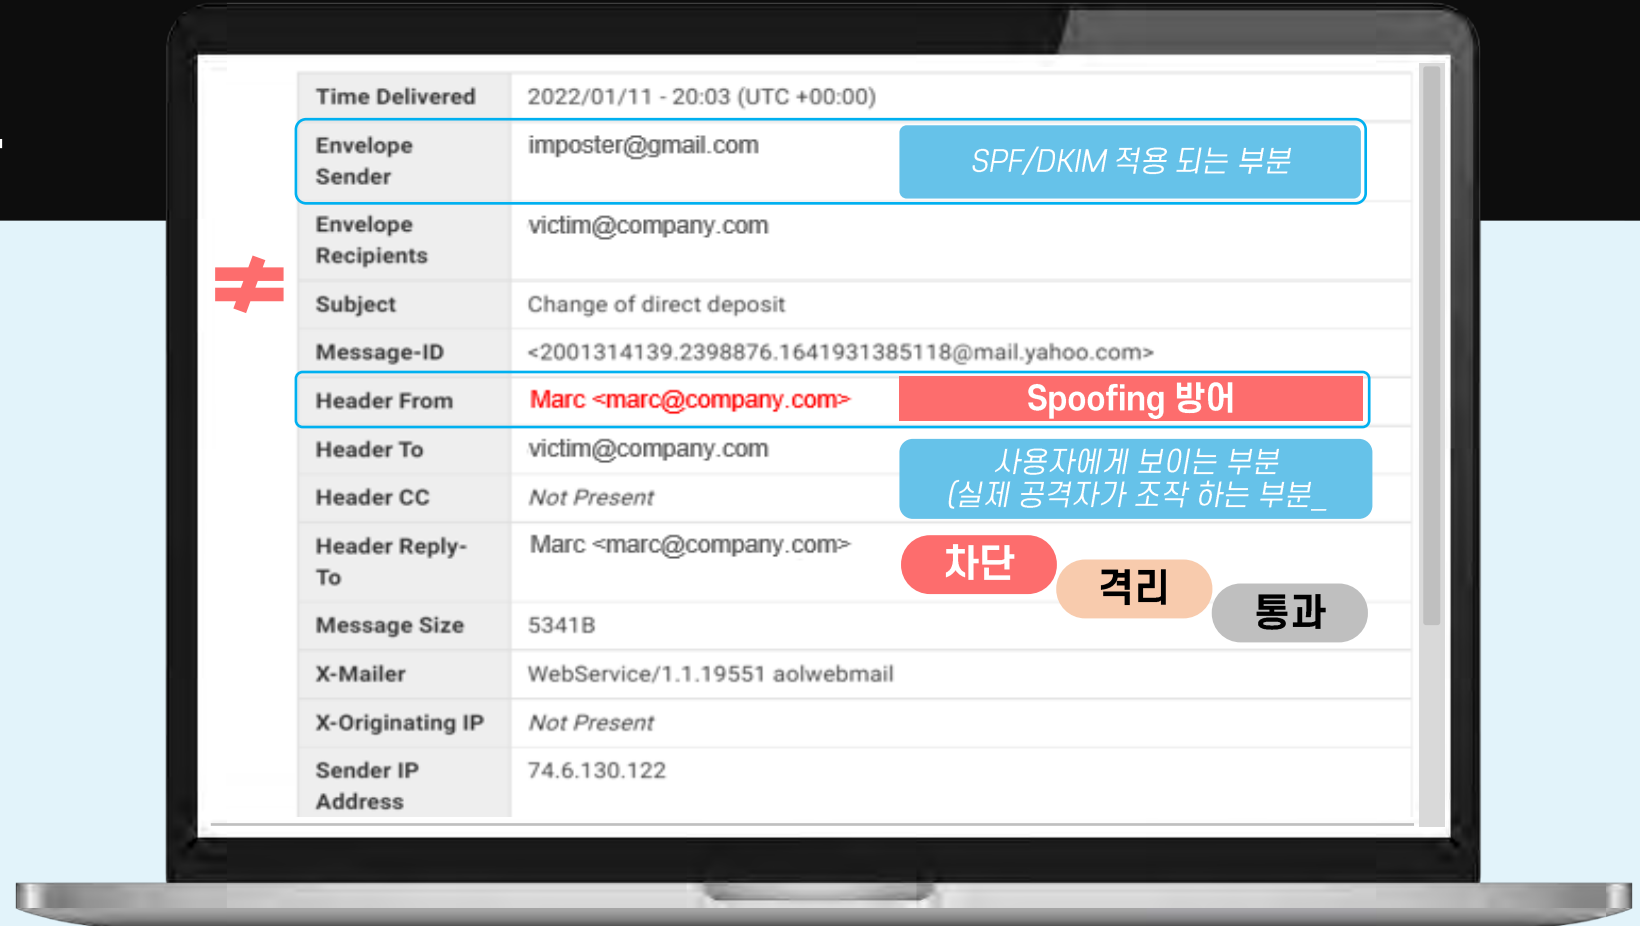 Time Delivered 2022/01/11 - 20:03 (UTC +00:00)
Envelope Sender imposter@gmail.com SPF/DKIM 적용 되는 부분
Envelope Recipients victim@company.com
≠
Subject Change of direct deposit
Message-ID <2001314139.2398876.1641931385118@mail.yahoo.com>
Header From Marc <marc@company.com> Spoofing 방어
Header To victim@company.com
사용자에게 보이는 부분
(실제 공격자가 조작 하는 부분_
Header CC Not Present
Header Reply-To Marc <marc@company.com>
차단
격리
통과
Message Size 5341B
X-Mailer WebService/1.1.19551 aolwebmail
X-Originating IP Not Present
Sender IP Address 74.6.130.122